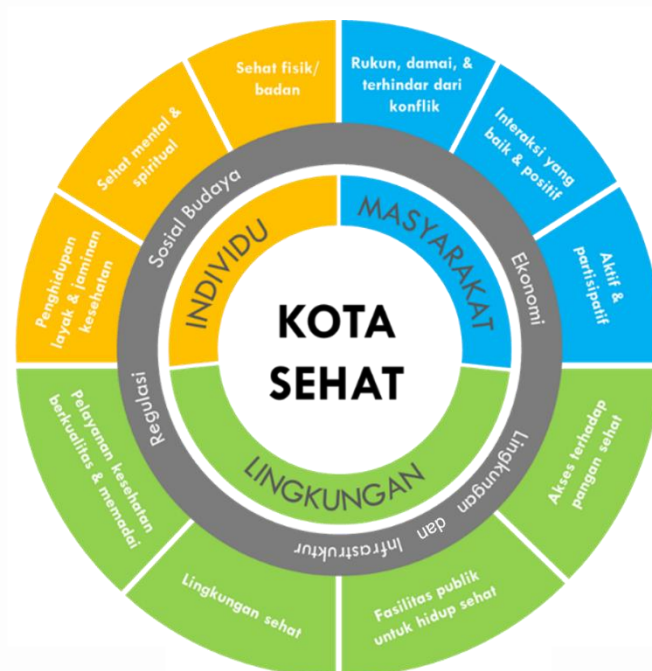 Sehat fisik/
badan
Rukun, damai, &
terhindar dari
konflik
Sehat mental &
spiritual
Interaksi yang
baik & positif
Penghidupan
layak & jaminan
kesehatan
Aktif &
partisipatif
Sosial Budaya
Ekonomi
INDIVIDU
MASYARAKAT
KOTA
SEHAT
Regulasi
LINGKUNGAN
Lingkungan dan Infrastruktur
Pelayanan kesehatan
berkualitas & memadai
Akses terhadap
pangan sehat
Lingkungan sehat
Fasilitas publik
untuk hidup sehat